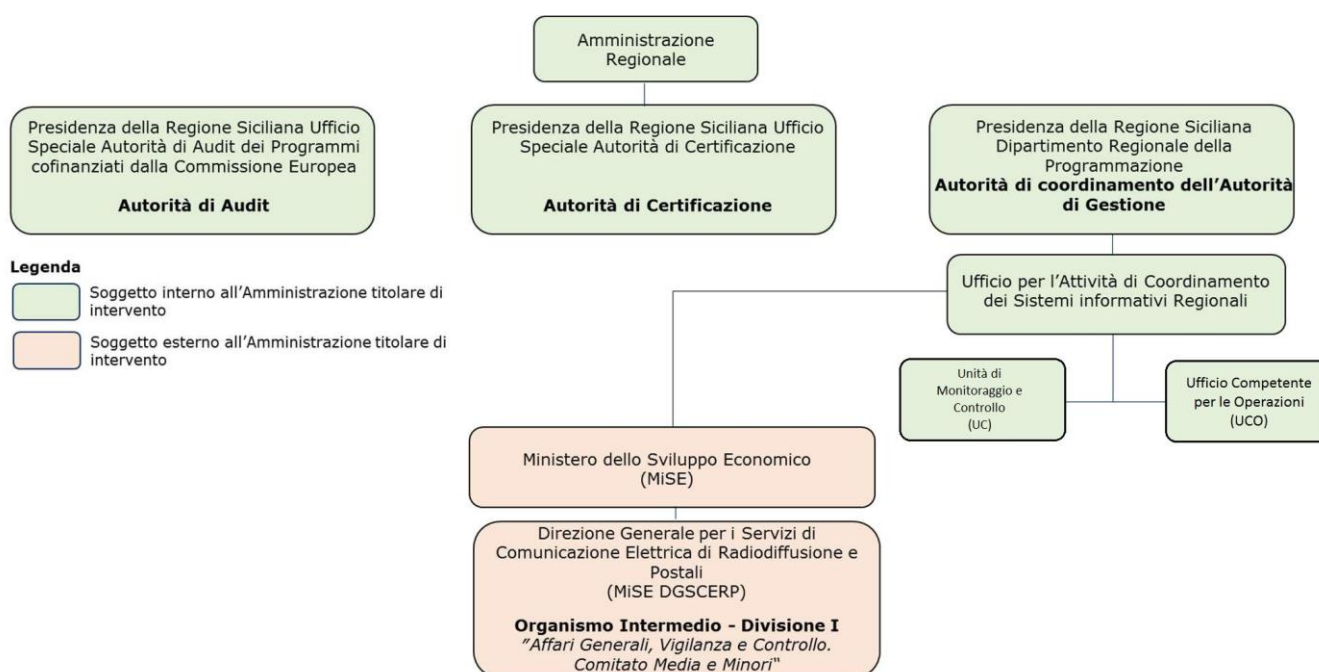 Amministrazione
Regionale
Presidenza della Regione Siciliana Ufficio
Speciale Autorità di Audit dei Programmi
cofinanziati dalla Commissione Europea
Autorità di Audit
Presidenza della Regione Siciliana Ufficio
Speciale Autorità di Certificazione
Autorità di Certificazione
Presidenza della Regione Siciliana
Dipartimento Regionale della
Programmazione
Autorità di coordinamento dell'Autorità
di Gestione
Legenda
Soggetto interno all'Amministrazione titolare di
intervento
Soggetto esterno all'Amministrazione titolare di
intervento
Ufficio per l'Attività di Coordinamento
dei Sistemi informativi Regionali
Unità di
Monitoraggio e
Controllo
(UC)
Ufficio Competente
per le Operazioni
(UCO)
Ministero dello Sviluppo Economico
(MiSE)
Direzione Generale per i Servizi di
Comunicazione Elettrica di Radiodiffusione e
Postali
(MiSE DGSCERP)
Organismo Intermedio - Divisione I
"Affari Generali, Vigilanza e Controllo.
Comitato Media e Minori"